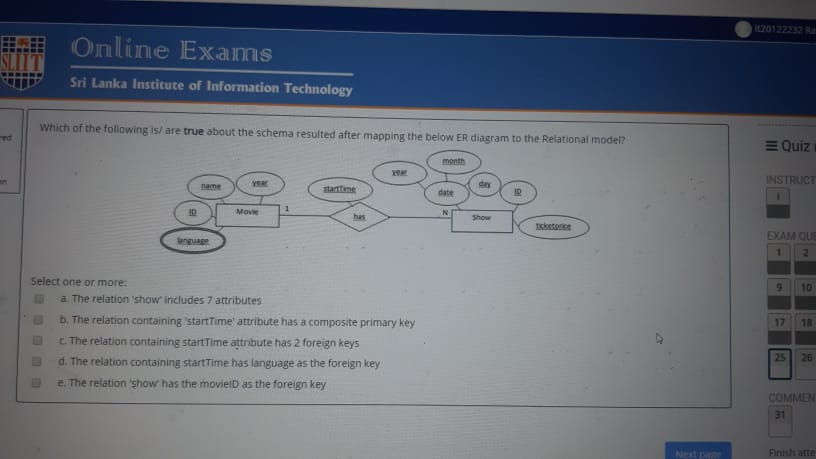 it20122232 Ra
SLIIT
Online Exams
Sri Lanka Institute of Information Technology
Which of the following is/ are true about the schema resulted after mapping the below ER diagram to the Relational model?
Quiz
month
year
name
year
startTime
date
day
ID
ID
Movie
1
has
N
Show
ticketprice
language
INSTRUCT
i
EXAM QUE
1 2
9 10
17 18
25 26
COMMEN
31
Finish atte
Select one or more:
a. The relation 'show' includes 7 attributes
b. The relation containing 'startTime' attribute has a composite primary key
c. The relation containing startTime attribute has 2 foreign keys
d. The relation containing startTime has language as the foreign key
e. The relation 'show' has the movieID as the foreign key
Next page